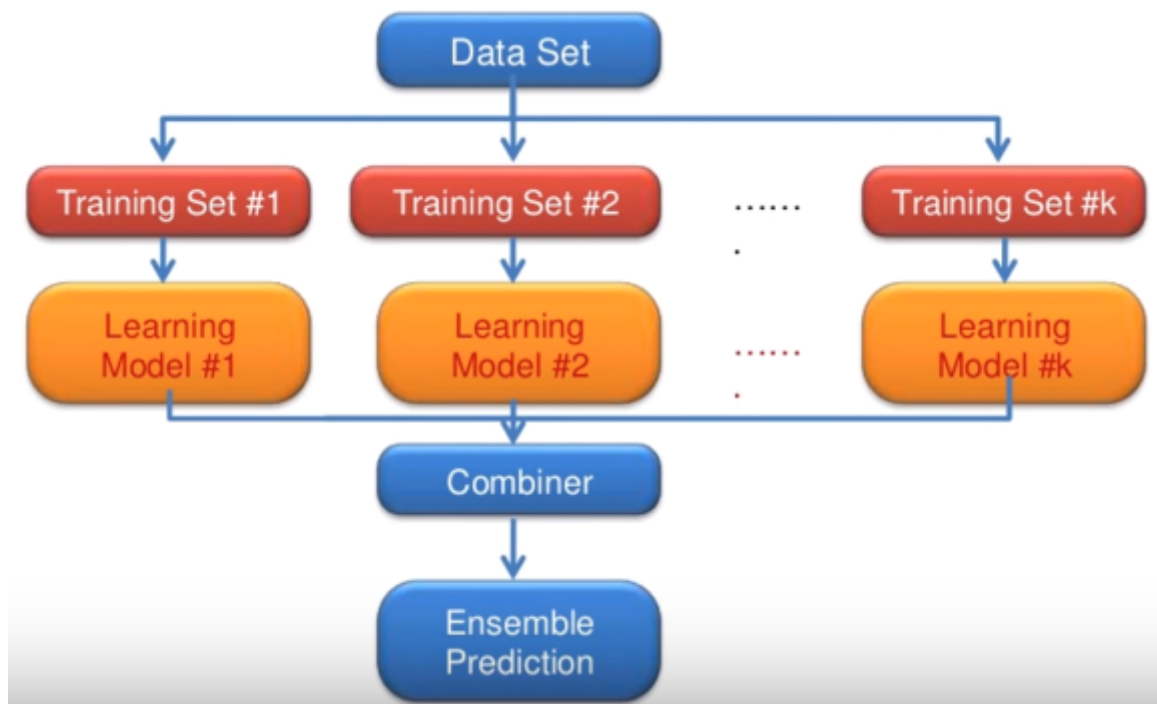 Data Set
Training Set #1
Training Set #2
.......
Training Set #k
Learning
Model #1
Learning
Model #2
.......
Learning
Model #k
Combiner
Ensemble
Prediction